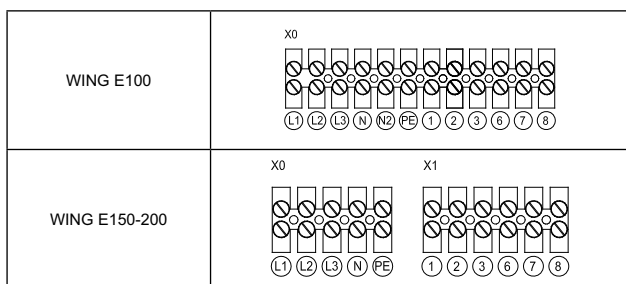 X0
WING E100
L1 L2 L3 N N2 PE 1 2 3 6 7 8
X0 X1
WING E150-200
L1 L2 L3 N PE 1 2 3 6 7 8